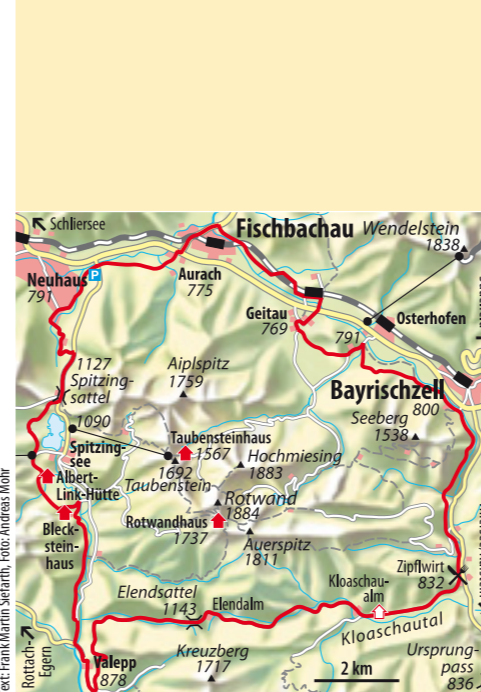 Schliersee
Fischbachau
Wendelstein
1838
Neuhaus
791
P
Aurach
775
Geitau
769
791
Osterhofen
1127
Spitzing-
sattel
Aiplspitz
1759
Bayrischzell
800
1090
Seeberg
1538
Spitzing-
see
Taubensteinhaus
1567
1692
Taubenstein
Hochmiesing
1883
Albert-
Link-Hütte
Rotwand
1884
Rotwandhaus
1737
Bleck-
stein-
haus
Auerspitz
1811
Zipflwirt
832
Kloaschau-
alm
Elendsattel
1143
Elendalm
Kloaschautal
Rottach-
Egern
Valepp
878
Kreuzberg
1717
2 km
Ursprung-
pass
836
ext: Frank Martin Siefarth, Foto: Andreas Mohr